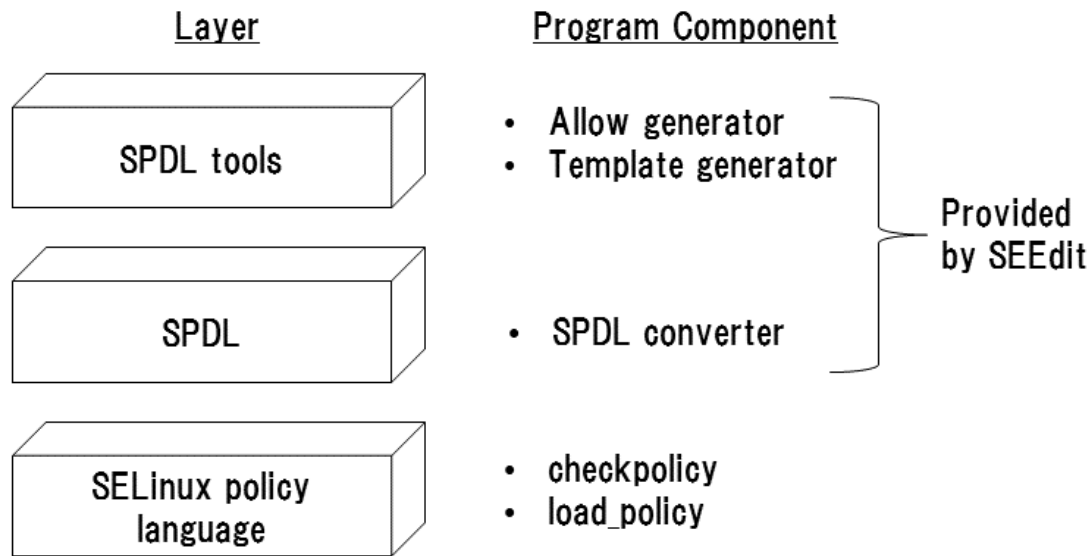 Layer
Program Component
SPDL tools
• Allow generator
• Template generator
Provided
by SEEdit
SPDL
• SPDL converter
SELinux policy
language
• checkpolicy
• load_policy